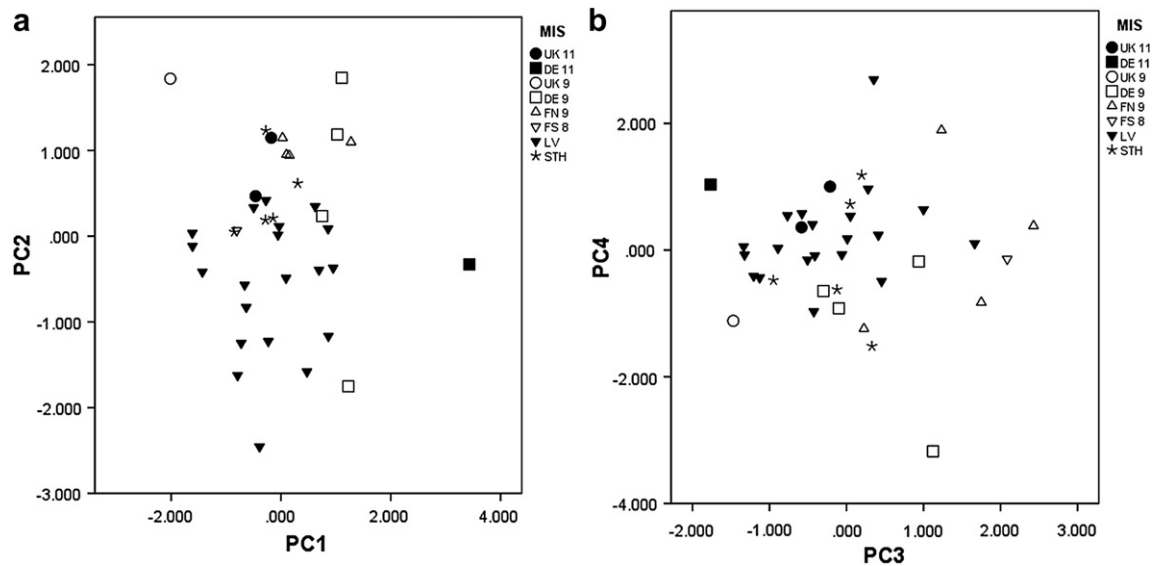 a
MIS
UK 11
DE 11
UK 9
DE 9
FN 9
FS 8
LV
STH
2.000
1.000
.000
-1.000
-2.000
-3.000
PC2
-2.000 .000 2.000 4.000
PC1
b
MIS
UK 11
DE 11
UK 9
DE 9
FN 9
FS 8
LV
STH
2.000
.000
-2.000
-4.000
PC4
-2.000 -1.000 .000 1.000 2.000 3.000
PC3